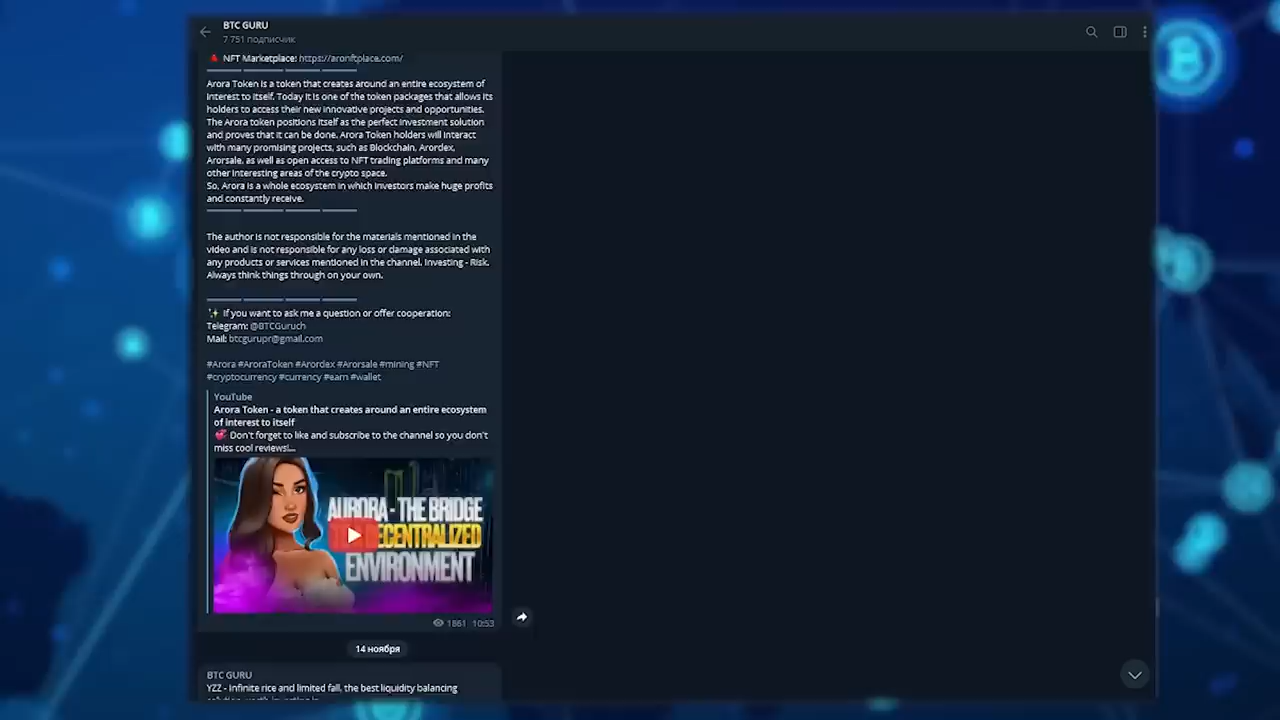 BTC GURU
7 751 подписчик
NFT Marketplace: https://aronftplace.com/
Arora Token is a token that creates around an entire ecosystem of
interest to itself. Today it is one of the token packages that allows its
holders to access their new innovative projects and opportunities.
The Arora token positions itself as the perfect investment solution
and proves that it can be done. Arora Token holders will interact
with many promising projects, such as Blockchain, Arordex,
Arorsale, as well as open access to NFT trading platforms and many
other interesting areas of the crypto space.
So, Arora is a whole ecosystem in which investors make huge profits
and constantly receive.
The author is not responsible for the materials mentioned in the
video and is not responsible for any loss or damage associated with
any products or services mentioned in the channel. Investing - Risk.
Always think things through on your own.
If you want to ask me a question or offer cooperation:
Telegram: @BTCGuruch
Mail: btcgurupr@gmail.com
#Arora #AroraToken #Arordex #Arorsale #mining #NFT
#cryptocurrency #currency #earn #wallet
YouTube
Arora Token - a token that creates around an entire ecosystem
of interest to itself
Don't forget to like and subscribe to the channel so you don't
miss cool reviews!...
AURORA - THE BRIDGE
DECENTRALIZED
ENVIRONMENT
1861 10:53
14 ноября
BTC GURU
YZZ - infinite rice and limited fall, the best liquidity balancing